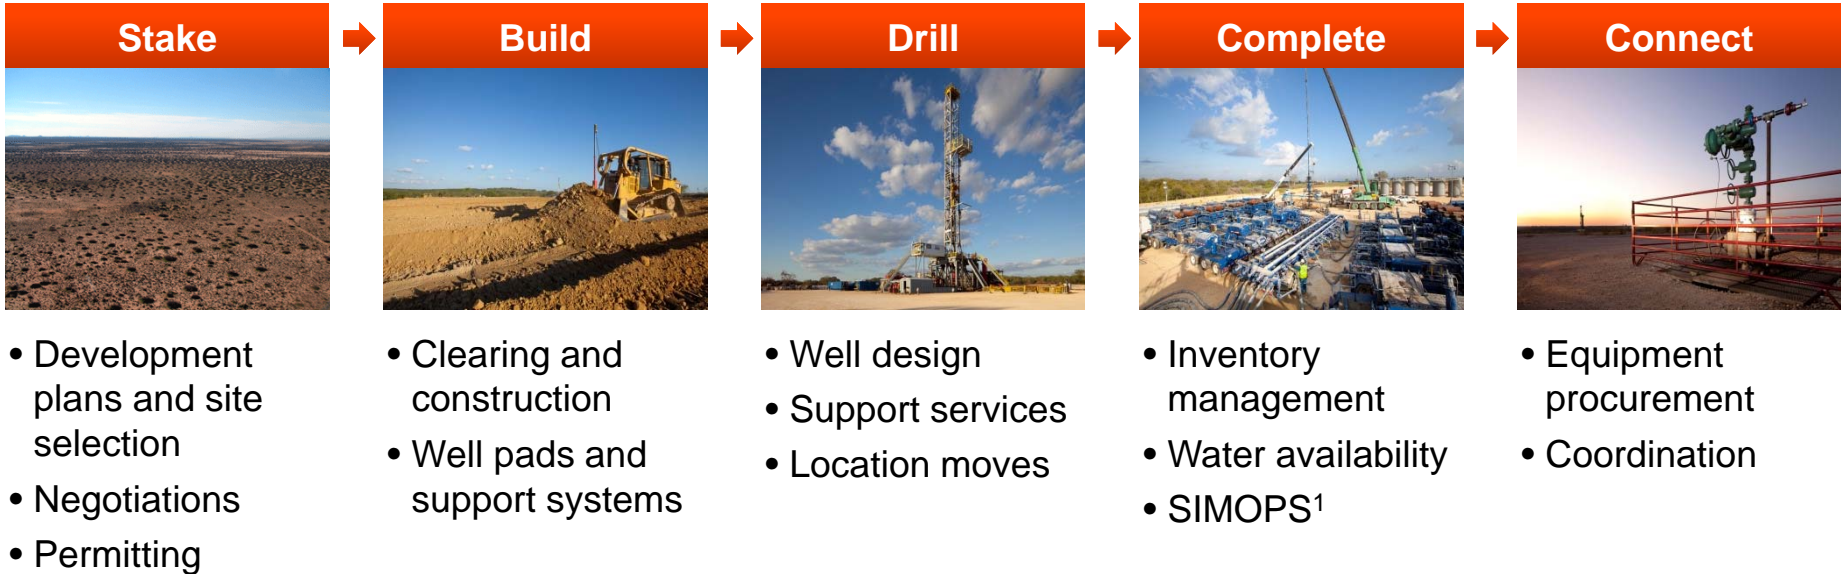 Stake
Build
Drill
Complete
Connect
• Development
plans and site
selection
• Negotiations
• Permitting
• Clearing and
construction
• Well pads and
support systems
• Well design
• Support services
• Location moves
• Inventory
management
• Water availability
• SIMOPS¹
• Equipment
procurement
• Coordination